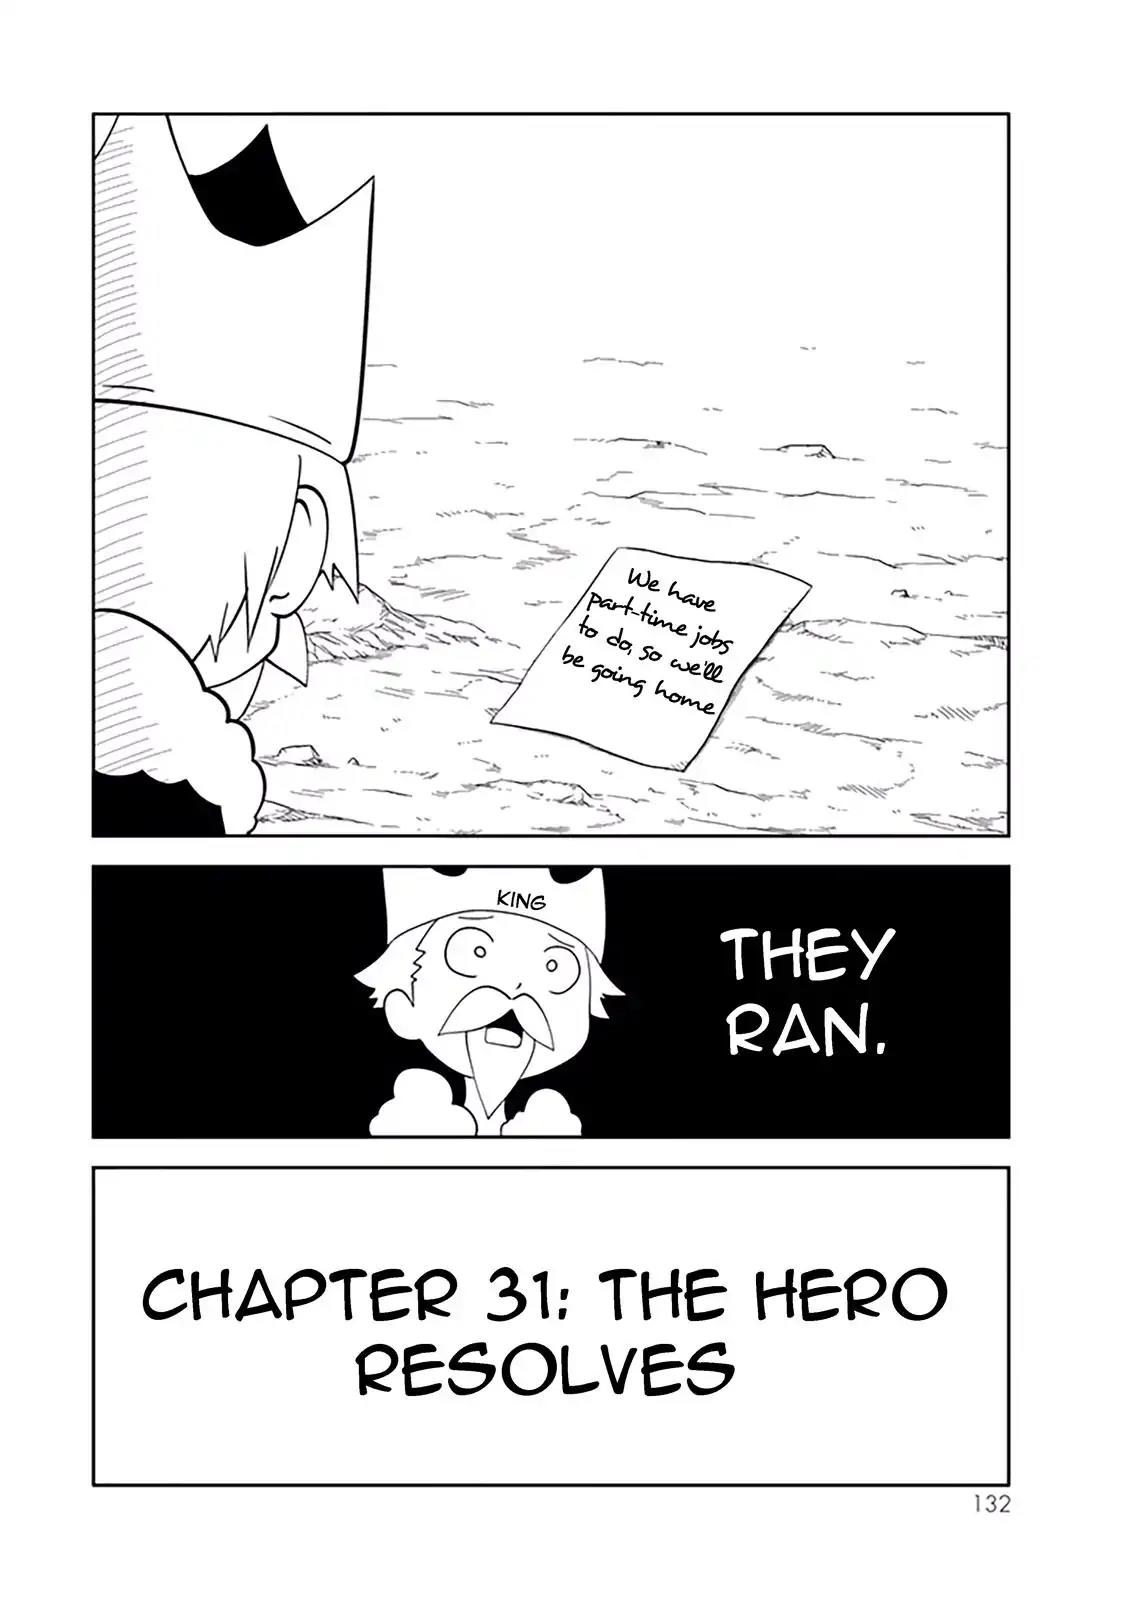 We have
part-time jobs
to do, so we'll
be going home
KING
THEY
RAN.
CHAPTER 31: THE HERO
RESOLVES
132